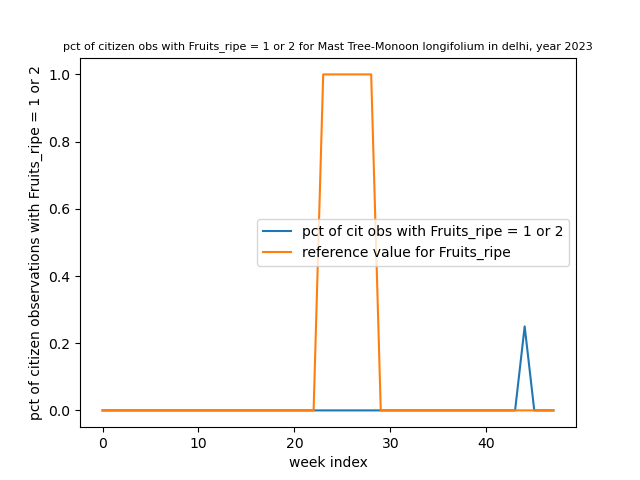 pct of citizen obs with Fruits_ripe = 1 or 2 for Mast Tree-Monoon longifolium in delhi, year 2023
pct of citizen observations with Fruits_ripe = 1 or 2
1.0
0.8
0.6
0.4
0.2
0.0
pct of cit obs with Fruits_ripe = 1 or 2
reference value for Fruits_ripe
0 10 20 30 40
week index